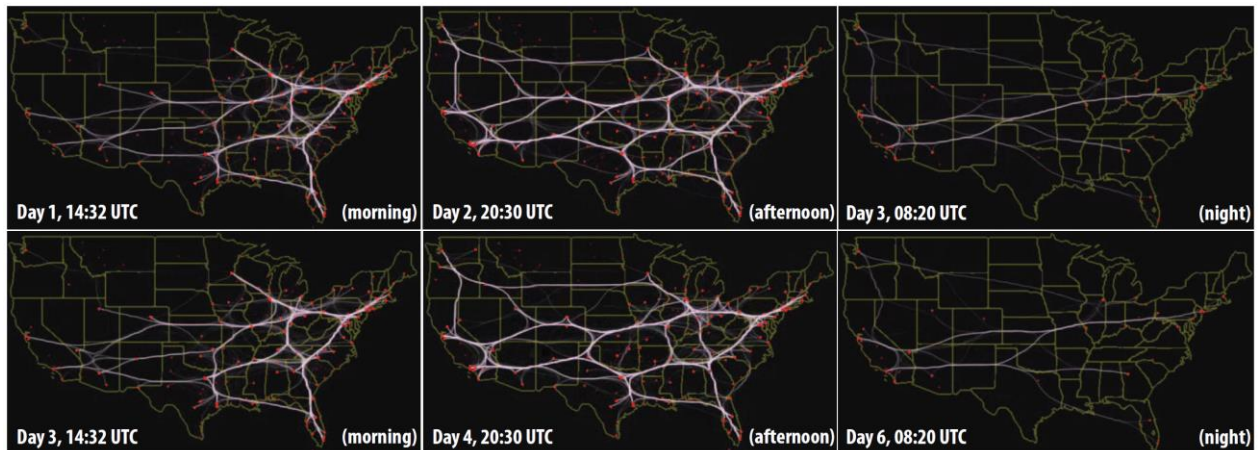 Day 1, 14:32 UTC (morning)
Day 2, 20:30 UTC (afternoon)
Day 3, 08:20 UTC (night)
Day 3, 14:32 UTC (morning)
Day 4, 20:30 UTC (afternoon)
Day 6, 08:20 UTC (night)